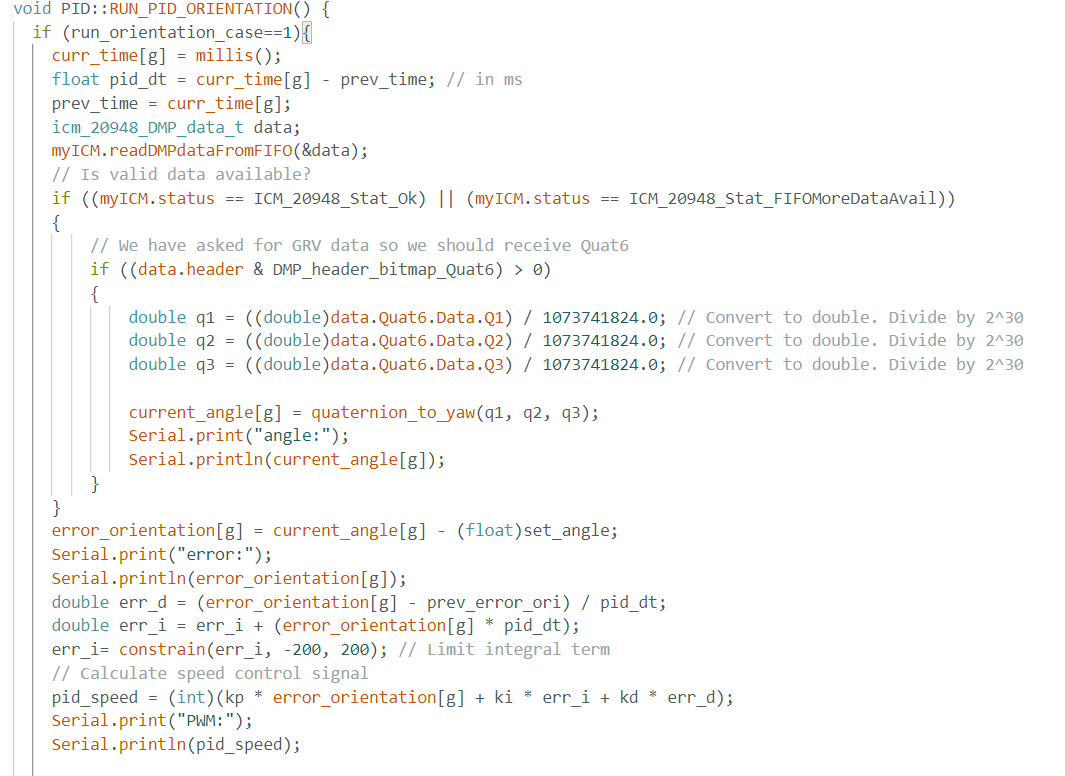 void PID::RUN_PID_ORIENTATION() {
if (run_orientation_case==1){
curr_time[g] = millis();
float pid_dt = curr_time[g] - prev_time; // in ms
prev_time = curr_time[g];
icm_20948_DMP_data_t data;
myICM.readDMPdataFromFIFO(&data);
// Is valid data available?
if ((myICM.status == ICM_20948_Stat_Ok) || (myICM.status == ICM_20948_Stat_FIFOMoreDataAvail))
{
// We have asked for GRV data so we should receive Quat6
if ((data.header & DMP_header_bitmap_Quat6) > 0)
{
double q1 = ((double)data.Quat6.Data.Q1) / 1073741824.0; // Convert to double. Divide by 2^30
double q2 = ((double)data.Quat6.Data.Q2) / 1073741824.0; // Convert to double. Divide by 2^30
double q3 = ((double)data.Quat6.Data.Q3) / 1073741824.0; // Convert to double. Divide by 2^30
current_angle[g] = quaternion_to_yaw(q1, q2, q3);
Serial.print("angle:");
Serial.println(current_angle[g]);
}
}
error_orientation[g] = current_angle[g] - (float)set_angle;
Serial.print("error:");
Serial.println(error_orientation[g]);
double err_d = (error_orientation[g] - prev_error_ori) / pid_dt;
double err_i = err_i + (error_orientation[g] * pid_dt);
err_i= constrain(err_i, -200, 200); // Limit integral term
// Calculate speed control signal
pid_speed = (int)(kp * error_orientation[g] + ki * err_i + kd * err_d);
Serial.print("PWM:");
Serial.println(pid_speed);